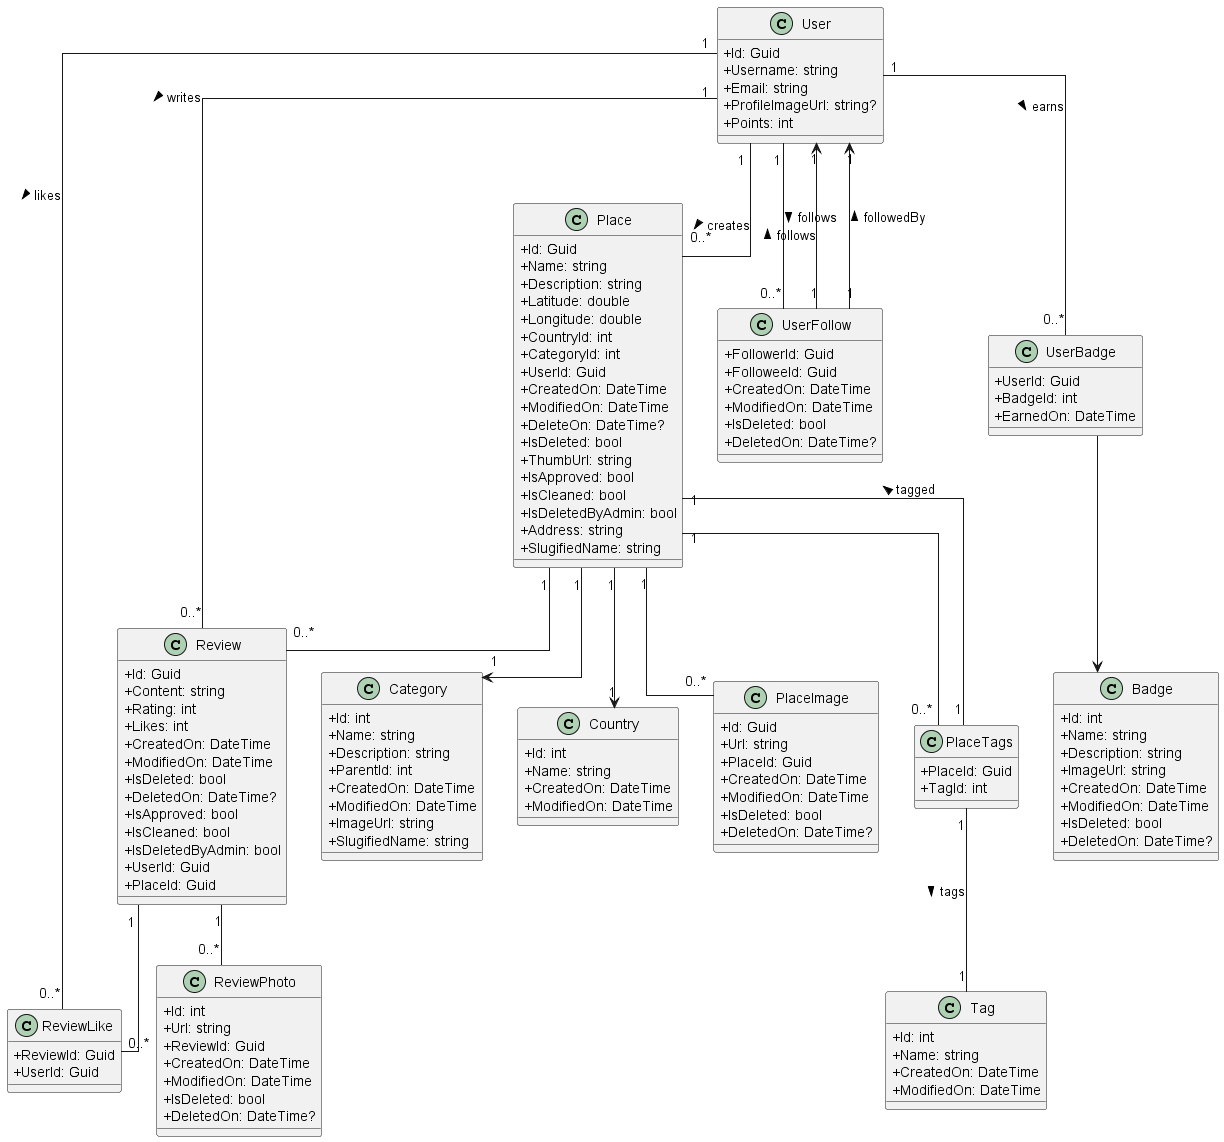 C User
+Id: Guid
+Username: string
+Email: string
+ProfileImageUrl: string?
+Points: int
1
1
1
writes
earns
likes
1
1
1
1
creates
follows
follows
followedBy
0..*
0..*
1
1
0..*
C Place
+Id: Guid
+Name: string
+Description: string
+Latitude: double
+Longitude: double
+CountryId: int
+CategoryId: int
+UserId: Guid
+CreatedOn: DateTime
+ModifiedOn: DateTime
+DeleteOn: DateTime?
+IsDeleted: bool
+ThumbUrl: string
+IsApproved: bool
+IsCleaned: bool
+IsDeletedByAdmin: bool
+Address: string
+SlugifiedName: string
C UserFollow
+FollowerId: Guid
+FolloweeId: Guid
+CreatedOn: DateTime
+ModifiedOn: DateTime
+IsDeleted: bool
+DeletedOn: DateTime?
C UserBadge
+UserId: Guid
+BadgeId: int
+EarnedOn: DateTime
tagged
1
1
1
1
1
1
0..*
0..*
1
1
0..*
0..*
1
C Review
+Id: Guid
+Content: string
+Rating: int
+Likes: int
+CreatedOn: DateTime
+ModifiedOn: DateTime
+IsDeleted: bool
+DeletedOn: DateTime?
+IsApproved: bool
+IsCleaned: bool
+IsDeletedByAdmin: bool
+UserId: Guid
+PlaceId: Guid
C Category
+Id: int
+Name: string
+Description: string
+ParentId: int
+CreatedOn: DateTime
+ModifiedOn: DateTime
+ImageUrl: string
+SlugifiedName: string
C Country
+Id: int
+Name: string
+CreatedOn: DateTime
+ModifiedOn: DateTime
C PlaceImage
+Id: Guid
+Url: string
+PlaceId: Guid
+CreatedOn: DateTime
+ModifiedOn: DateTime
+IsDeleted: bool
+DeletedOn: DateTime?
C PlaceTags
+PlaceId: Guid
+TagId: int
C Badge
+Id: int
+Name: string
+Description: string
+ImageUrl: string
+CreatedOn: DateTime
+ModifiedOn: DateTime
+IsDeleted: bool
+DeletedOn: DateTime?
1
tags
1
1
1
0..*
0..*
0..*
C ReviewLike
+ReviewId: Guid
+UserId: Guid
C ReviewPhoto
+Id: int
+Url: string
+ReviewId: Guid
+CreatedOn: DateTime
+ModifiedOn: DateTime
+IsDeleted: bool
+DeletedOn: DateTime?
C Tag
+Id: int
+Name: string
+CreatedOn: DateTime
+ModifiedOn: DateTime